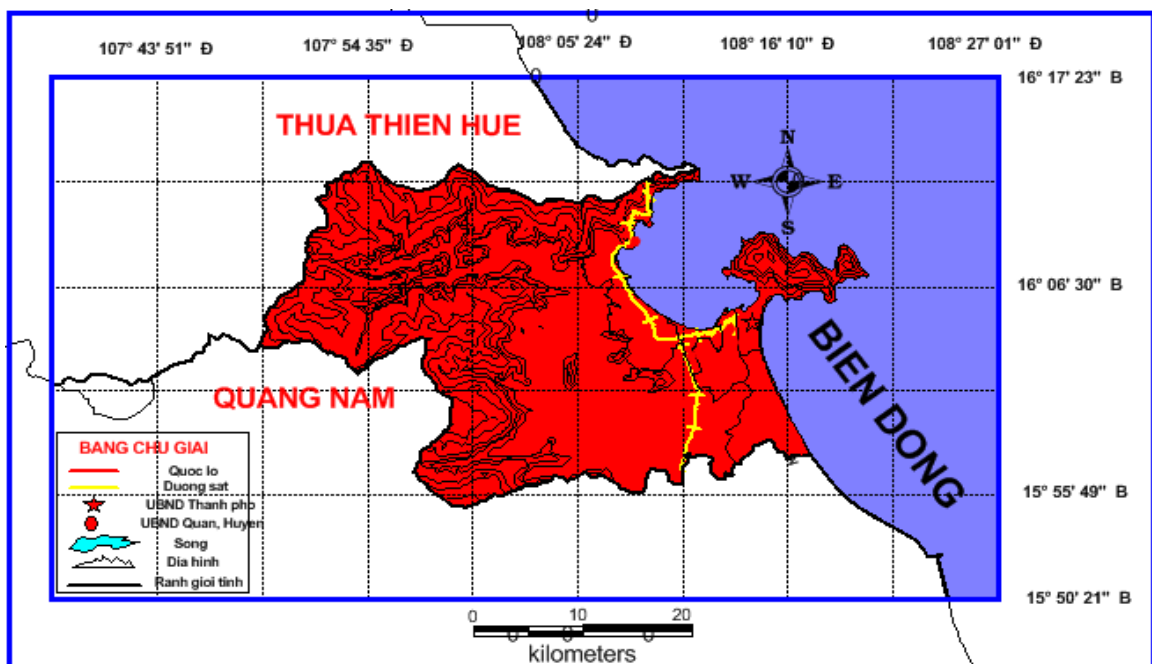 107° 43' 51" Đ 107° 54 35" Đ 108° 05' 24" Đ 108° 16' 10" Đ 108° 27' 01" Đ
16° 17' 23" B
THUA THIEN HUE
N
W E
S
16° 06' 30" B
BIEN DONG
QUANG NAM
BANG CHU GIAI
Quoc lo
Duong sat
UBND Thanh pho
UBND Quan, Huyen
Song
Dia hinh
Ranh gioi tinh
15° 55' 49" B
15° 50' 21" B
0 10 20
kilometers